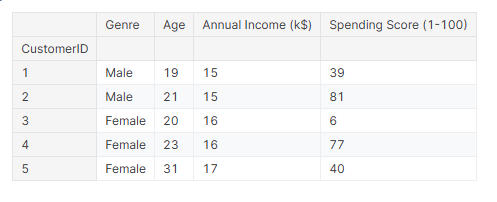 Genre Age Annual Income (k$) Spending Score (1-100)
CustomerID
1 Male 19 15 39
2 Male 21 15 81
3 Female 20 16 6
4 Female 23 16 77
5 Female 31 17 40